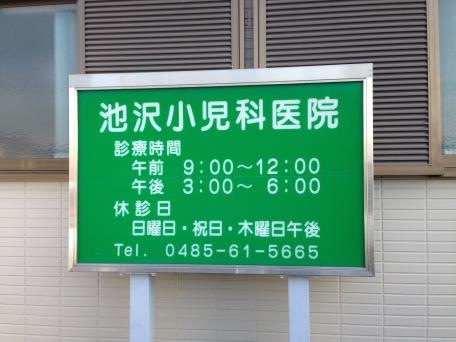 池沢小児科医院
診療時間
午前 9:00～12:00
午後 3:00～ 6:00
休診日
日曜日・祝日・木曜日午後
Tel. 0485-61-5665